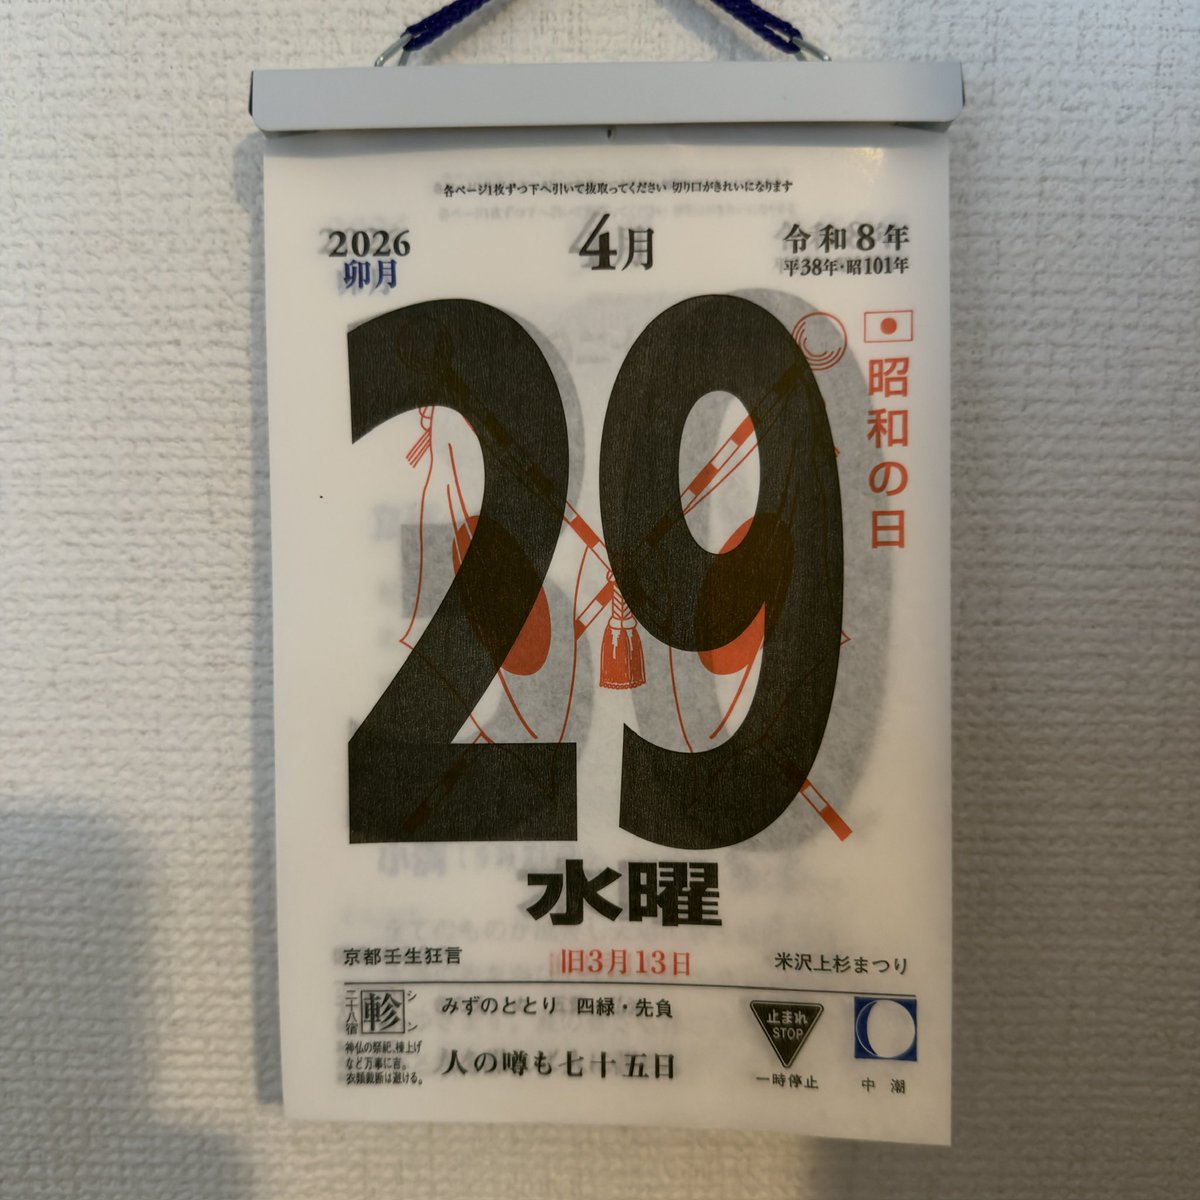 各ページ1枚ずつ下へ引いて抜取ってください 切り口がきれいになります
2026
卯月
4月
令和8年
平38年・昭101年
昭和の日
29
水曜
京都壬生狂言
旧3月13日
米沢上杉まつり
二十八宿
軫
シン
神仏の祭祀、棟上げ
など万事に吉。
衣類裁断は避ける。
みずのととり 四緑・先負
人の噂も七十五日
止まれ
STOP
一時停止
中潮